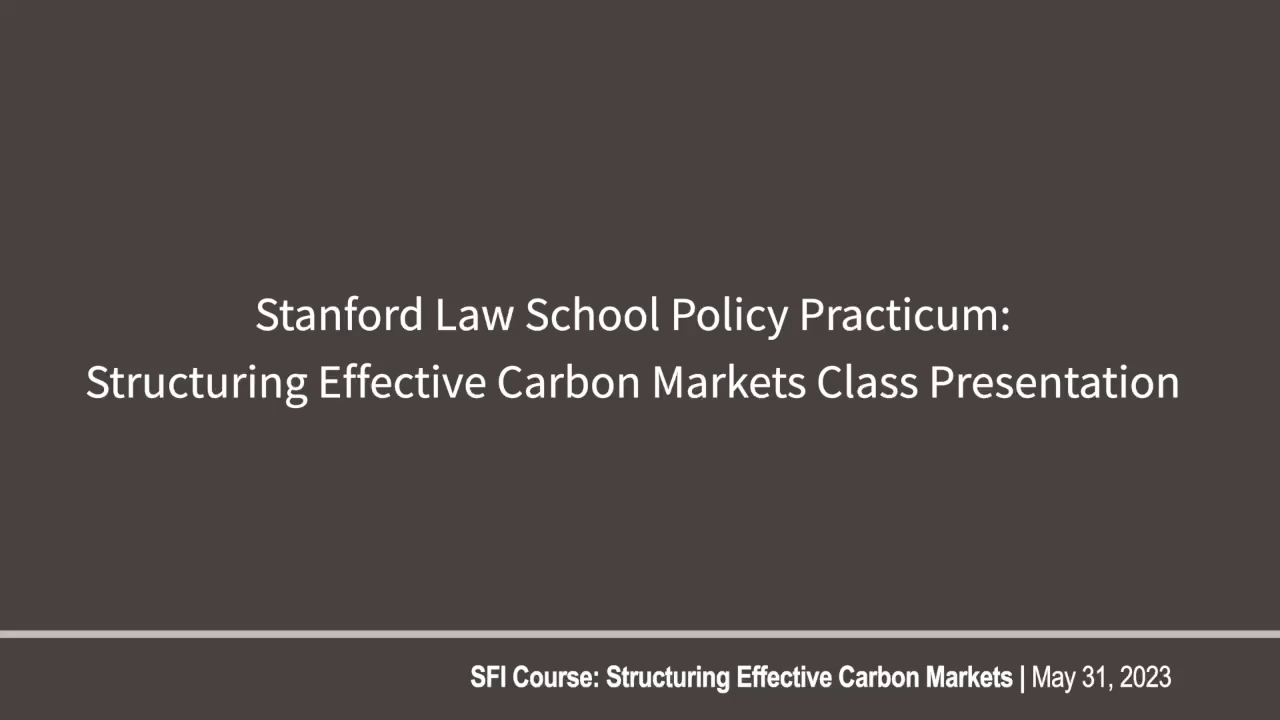 Stanford Law School Policy Practicum:
Structuring Effective Carbon Markets Class Presentation
SFI Course: Structuring Effective Carbon Markets | May 31, 2023